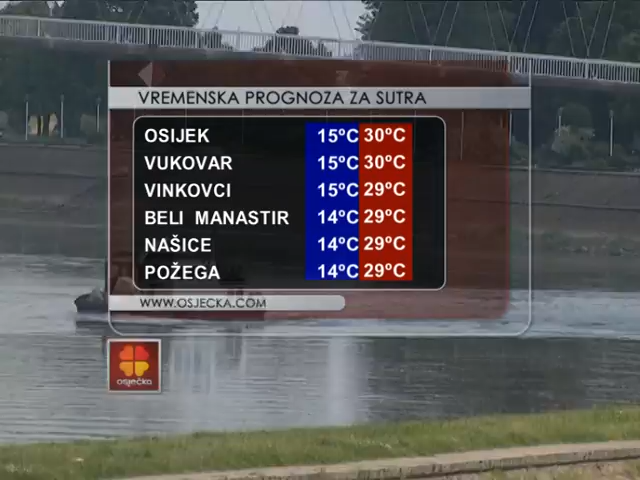 VREMENSKA PROGNOZA ZA SUTRA
OSIJEK 15ºC 30ºC
VUKOVAR 15ºC 30ºC
VINKOVCI 15ºC 29ºC
BELI MANASTIR 14ºC 29ºC
NAŠICE 14ºC 29ºC
POŽEGA 14ºC 29ºC
WWW.OSJECKA.COM
osječka